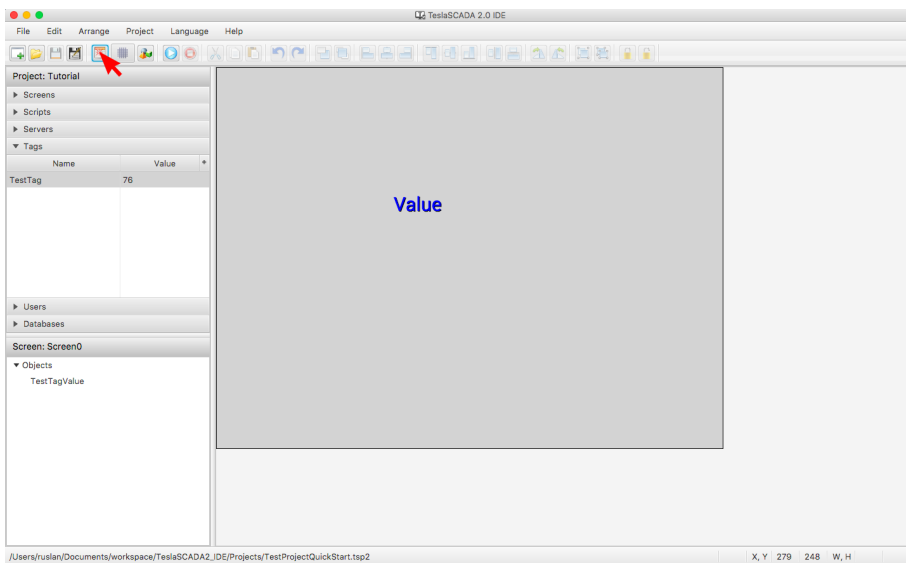 TeslaSCADA 2.0 IDE
File Edit Arrange Project Language Help
Project: Tutorial
Screens
Scripts
Servers
Tags
Name Value
TestTag 76
Value
Users
Databases
Screen: Screen0
Objects
TestTagValue
/Users/ruslan/Documents/workspace/TeslaSCADA2_IDE/Projects/TestProjectQuickStart.tsp2 X, Y 279 248 W, H